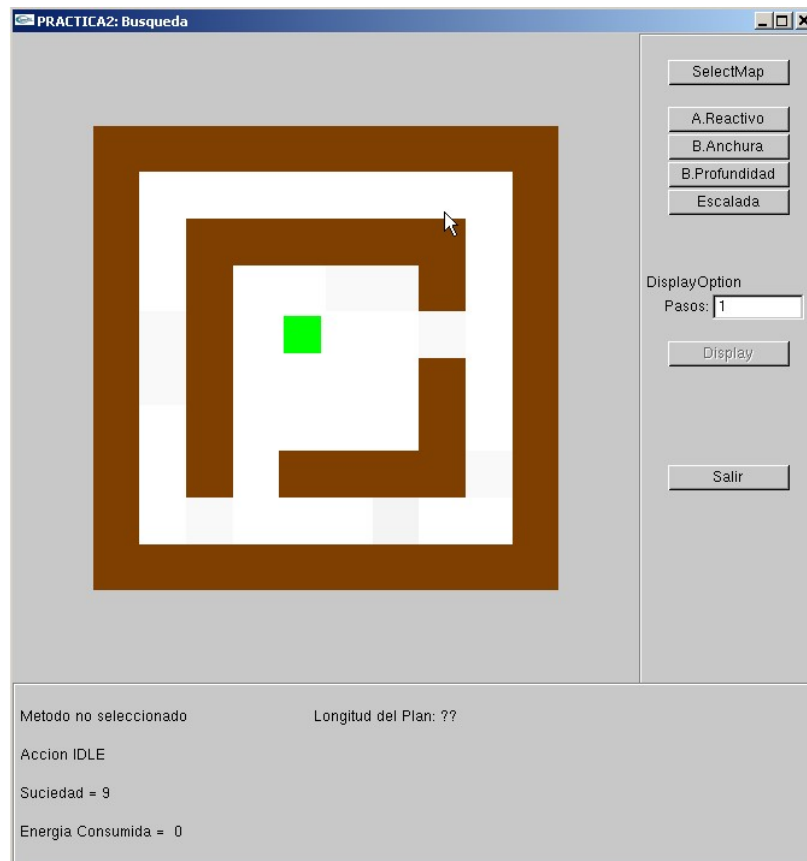 PRACTICA2: Busqueda
SelectMap
A.Reactivo
B.Anchura
B.Profundidad
Escalada
DisplayOption
Pasos: 1
Display
Salir
Metodo no seleccionado
Longitud del Plan: ??
Accion IDLE
Suciedad = 9
Energia Consumida = 0